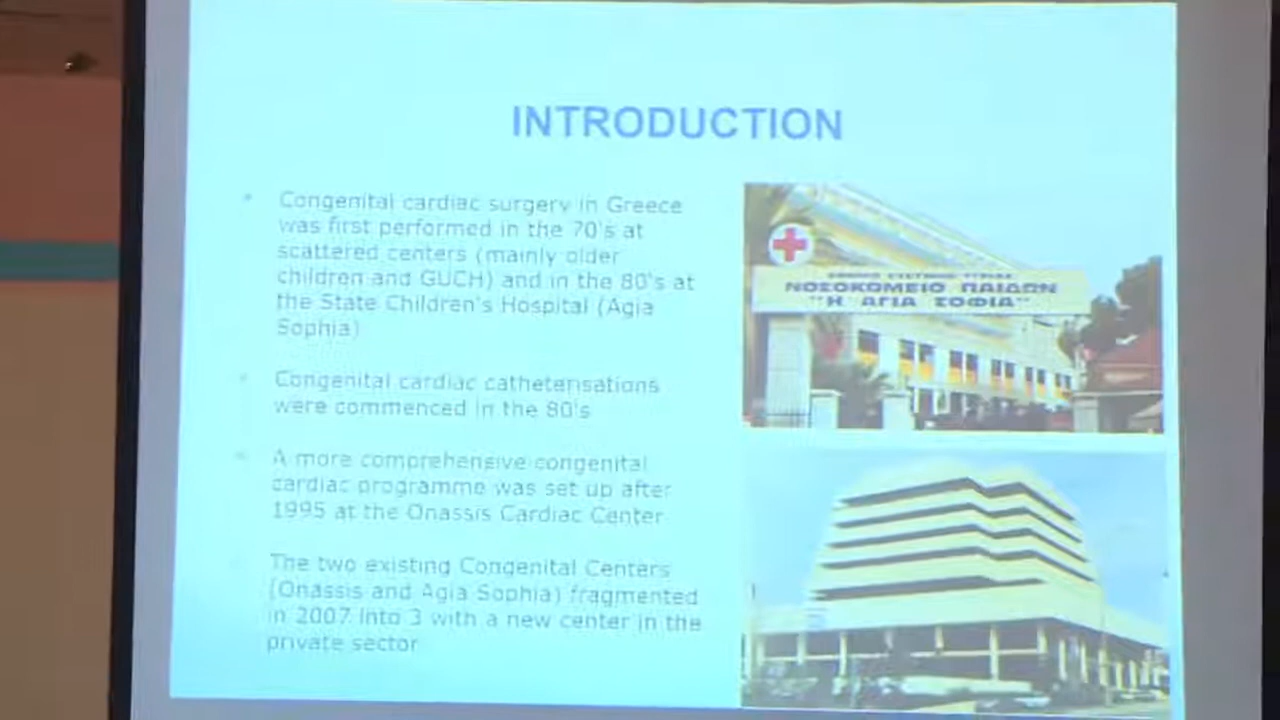 INTRODUCTION
Congenital cardiac surgery in Greece
was first performed in the 70's at
scattered centers (mainly older
children and GUCH) and in the 80's at
the State Children's Hospital (Agia
Sophia)
Congenital cardiac catheterisations
were commenced in the 80's
A more comprehensive congenital
cardiac programme was set up after
1995 at the Onassis Cardiac Center
The two existing Congenital Centers
(Onassis and Agia Sophia) fragmented
in 2007 into 3 with a new center in the
private sector
ΕΘΝΙΚΟ ΣΥΣΤΗΜΑ ΥΓΕΙΑΣ
ΝΟΣΟΚΟΜΕΙΟ ΠΑΙΔΩΝ
"Η ΑΓΙΑ ΣΟΦΙΑ"